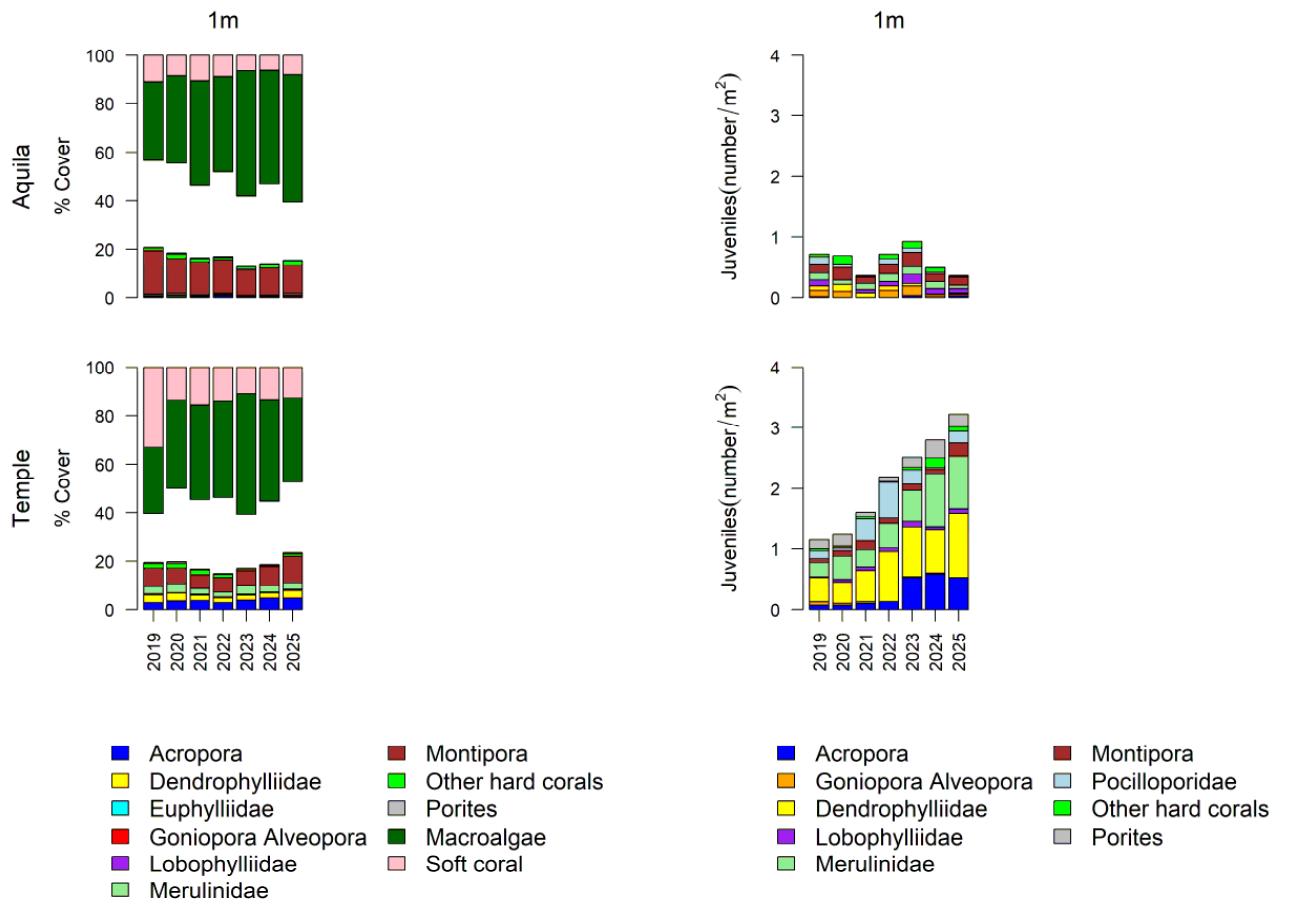 1m
1m
Aquila
% Cover
100
80
60
40
20
0
Juveniles(number/m²)
4
3
2
1
0
Temple
% Cover
100
80
60
40
20
0
2019
2020
2021
2022
2023
2024
2025
Juveniles(number/m²)
4
3
2
1
0
2019
2020
2021
2022
2023
2024
2025
Acropora
Dendrophylliidae
Euphylliidae
Goniopora Alveopora
Lobophylliidae
Merulinidae
Montipora
Other hard corals
Porites
Macroalgae
Soft coral
Acropora
Goniopora Alveopora
Dendrophylliidae
Lobophylliidae
Merulinidae
Montipora
Pocilloporidae
Other hard corals
Porites